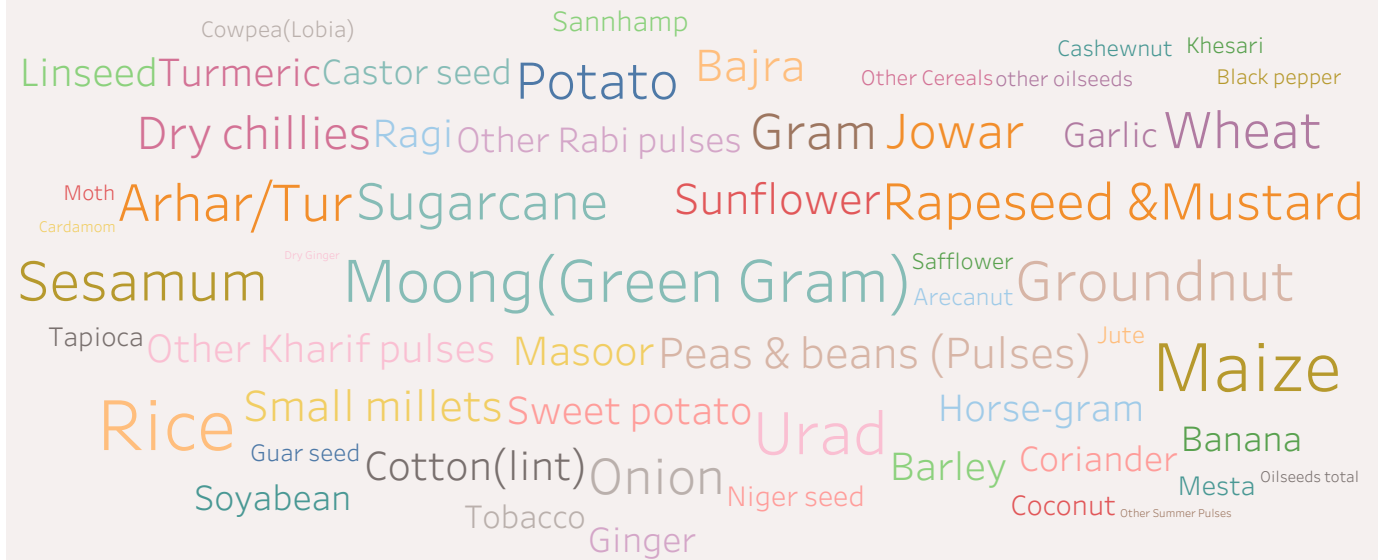 Cowpea(Lobia) Sannhamp
Cashewnut Khesari
Linseed Turmeric Castor seed Potato Bajra Other Cereals other oilseeds Black pepper
Dry chillies Ragi Other Rabi pulses Gram Jowar Garlic Wheat
Moth Arhar/Tur Sugarcane Sunflower Rapeseed &Mustard
Cardamom
Sesamum Dry Ginger Moong(Green Gram) Safflower Groundnut
Arecanut
Tapioca Other Kharif pulses Masoor Peas & beans (Pulses) Jute Maize
Rice Small millets Sweet potato Urad Horse-gram Banana
Guar seed Cotton(lint) Onion Barley Coriander
Soyabean Niger seed Mesta Oilseeds total
Tobacco Coconut Other Summer Pulses
Ginger